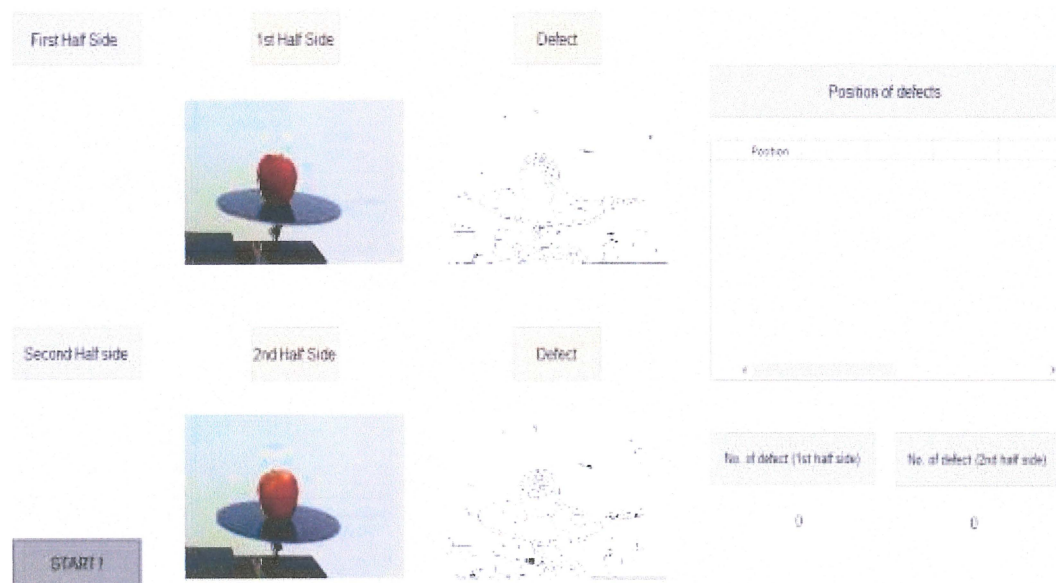 First Half Side
1st Half Side
Defect
Position of defects
Position
Second Half side
2nd Half Side
Defect
No. of defect (1st half side)
No. of defect (2nd half side)
0
0
START !